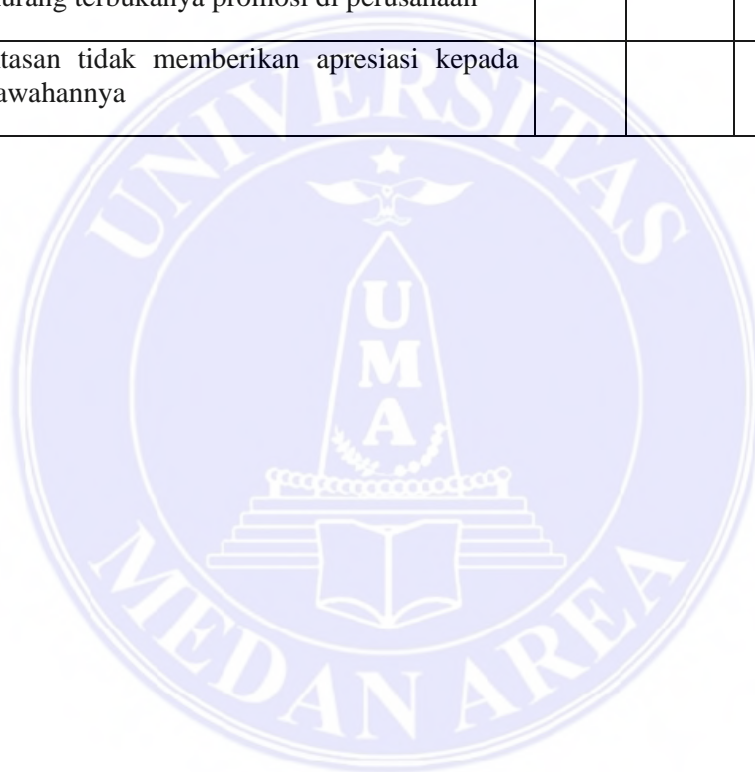 urang terbukanya promosi di perusahaan
tasan tidak memberikan apresiasi kepada
awahannya
UNIVERSITAS
U
M
A
MEDAN AREA